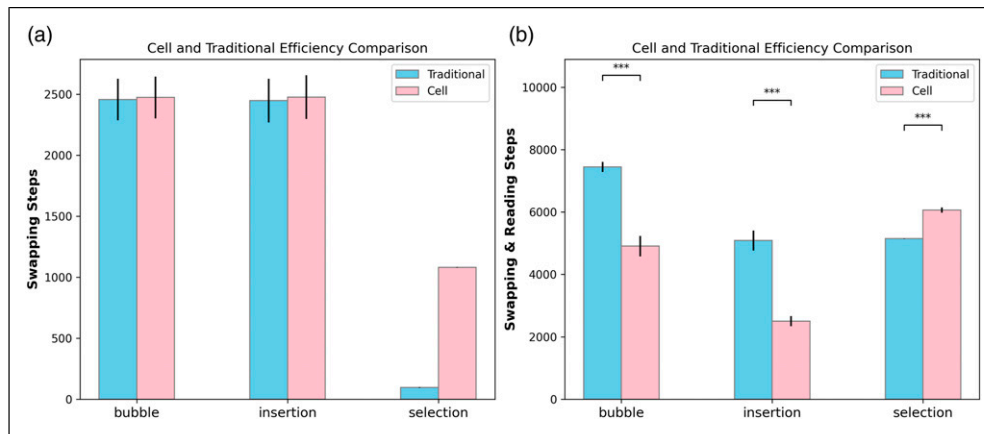 (a)
Cell and Traditional Efficiency Comparison
Traditional
Cell
Swapping Steps
2500
2000
1500
1000
500
0
bubble insertion selection
(b)
Cell and Traditional Efficiency Comparison
Traditional
Cell
Swapping & Reading Steps
10000
8000
6000
4000
2000
0
***
***
***
bubble insertion selection